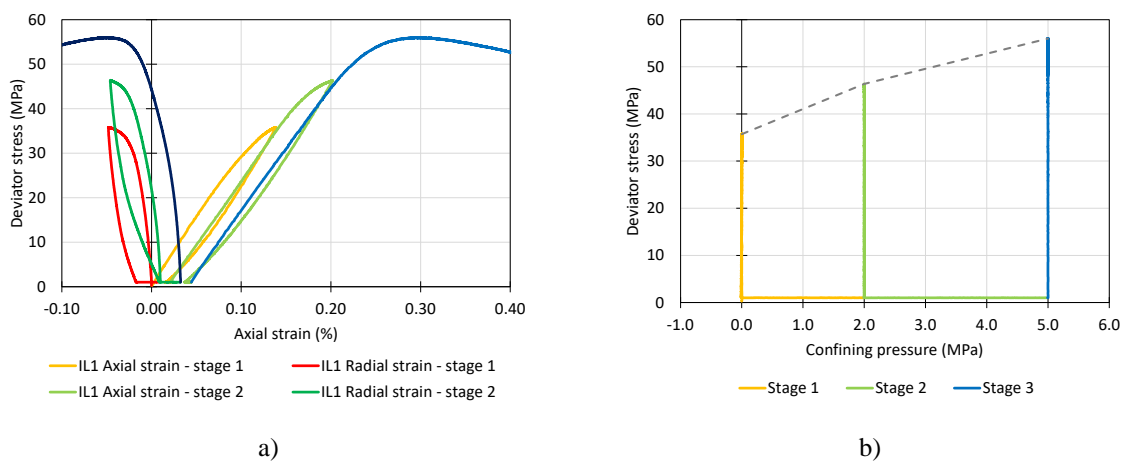 60
50
40
30
20
10
0
Deviator stress (MPa)
-0.10 0.00 0.10 0.20 0.30 0.40
Axial strain (%)
IL1 Axial strain - stage 1 IL1 Radial strain - stage 1
IL1 Axial strain - stage 2 IL1 Radial strain - stage 2
a)
60
50
40
30
20
10
0
Deviator stress (MPa)
-1.0 0.0 1.0 2.0 3.0 4.0 5.0 6.0
Confining pressure (MPa)
Stage 1 Stage 2 Stage 3
b)